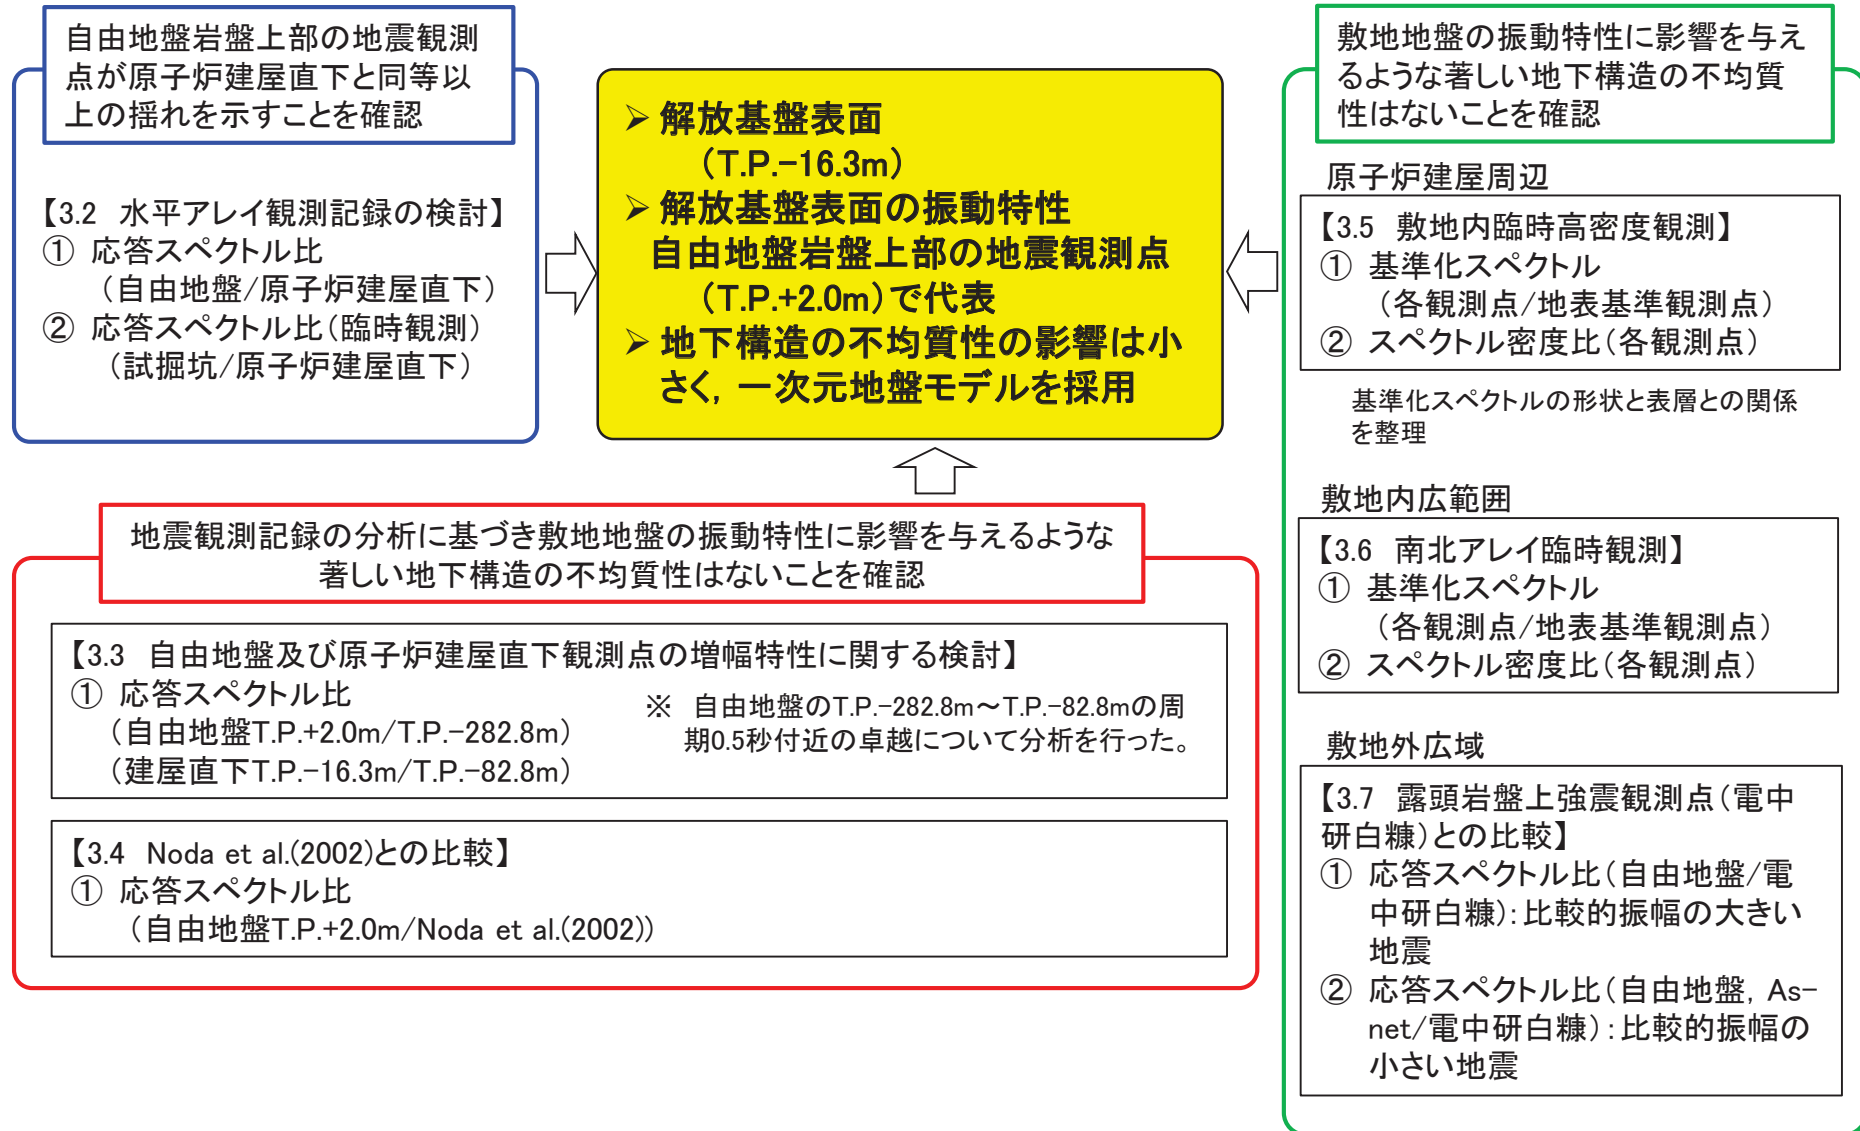 自由地盤岩盤上部の地震観測
点が原子炉建屋直下と同等以
上の揺れを示すことを確認
【3.2 水平アレイ観測記録の検討】
① 応答スペクトル比
（自由地盤/原子炉建屋直下）
② 応答スペクトル比（臨時観測）
（試掘坑/原子炉建屋直下）
➢ 解放基盤表面
（T.P.-16.3m）
➢ 解放基盤表面の振動特性
自由地盤岩盤上部の地震観測点
（T.P.+2.0m）で代表
➢ 地下構造の不均質性の影響は小
さく，一次元地盤モデルを採用
地震観測記録の分析に基づき敷地地盤の振動特性に影響を与えるような
著しい地下構造の不均質性はないことを確認
【3.3 自由地盤及び原子炉建屋直下観測点の増幅特性に関する検討】
① 応答スペクトル比
（自由地盤T.P.+2.0m/T.P.-282.8m）
（建屋直下T.P.-16.3m/T.P.-82.8m）
※ 自由地盤のT.P.-282.8m～T.P.-82.8mの周
期0.5秒付近の卓越について分析を行った。
【3.4 Noda et al.(2002)との比較】
① 応答スペクトル比
（自由地盤T.P.+2.0m/Noda et al.(2002)）
敷地地盤の振動特性に影響を与え
るような著しい地下構造の不均質
性はないことを確認
原子炉建屋周辺
【3.5 敷地内臨時高密度観測】
① 基準化スペクトル
（各観測点/地表基準観測点）
② スペクトル密度比（各観測点）
基準化スペクトルの形状と表層との関係
を整理
敷地内広範囲
【3.6 南北アレイ臨時観測】
① 基準化スペクトル
（各観測点/地表基準観測点）
② スペクトル密度比（各観測点）
敷地外広域
【3.7 露頭岩盤上強震観測点（電中
研白糠）との比較】
① 応答スペクトル比（自由地盤/電
中研白糠）：比較的振幅の大きい
地震
② 応答スペクトル比（自由地盤，As-
net/電中研白糠）：比較的振幅の
小さい地震